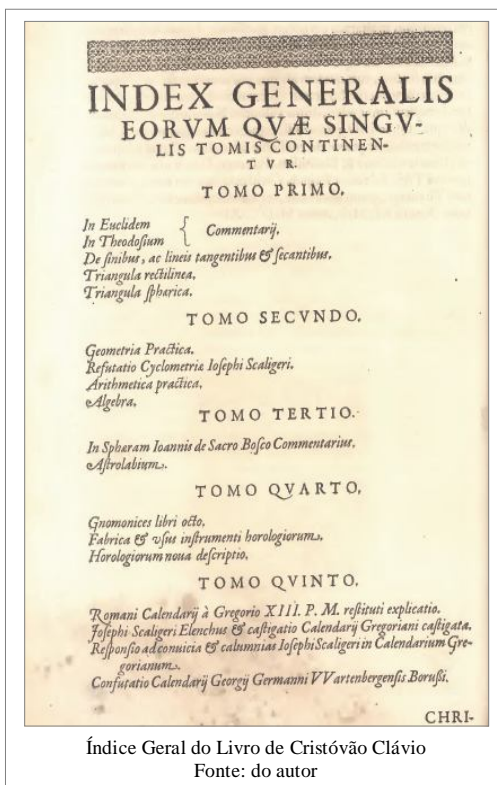 INDEX GENERALIS
EORVM QVÆ SINGV-
LIS TOMIS CONTINEN-
TVR.
TOMO PRIMO.
In Euclidem
In Theodosium { Commentarij.
De sinibus, ac lineis tangentibus & secantibus.
Triangula rectilinea.
Triangula sphærica.
TOMO SECVNDO.
Geometria Practica.
Refutatio Cyclometriæ Iosephi Scaligeri.
Arithmetica practica.
Algebra.
TOMO TERTIO.
In Sphæram Ioannis de Sacro Bosco Commentarius.
Astrolabium.
TOMO QVARTO.
Gnomonices libri octo.
Fabrica & vsus instrumenti horologiorum.
Horologiorum noua descriptio.
TOMO QVINTO.
Romani Calendarij à Gregorio XIII. P. M. restituti explicatio.
Josephi Scaligeri Elenchus & castigatio Calendarij Gregoriani castigata.
Responsio ad conuicia & calumnias Iosephi Scaligeri in Calendarium Gre-
gorianum.
Confutatio Calendarij Georgij Germanni VVartenbergensis Borussi.
CHRI-
Índice Geral do Livro de Cristóvão Clávio
Fonte: do autor